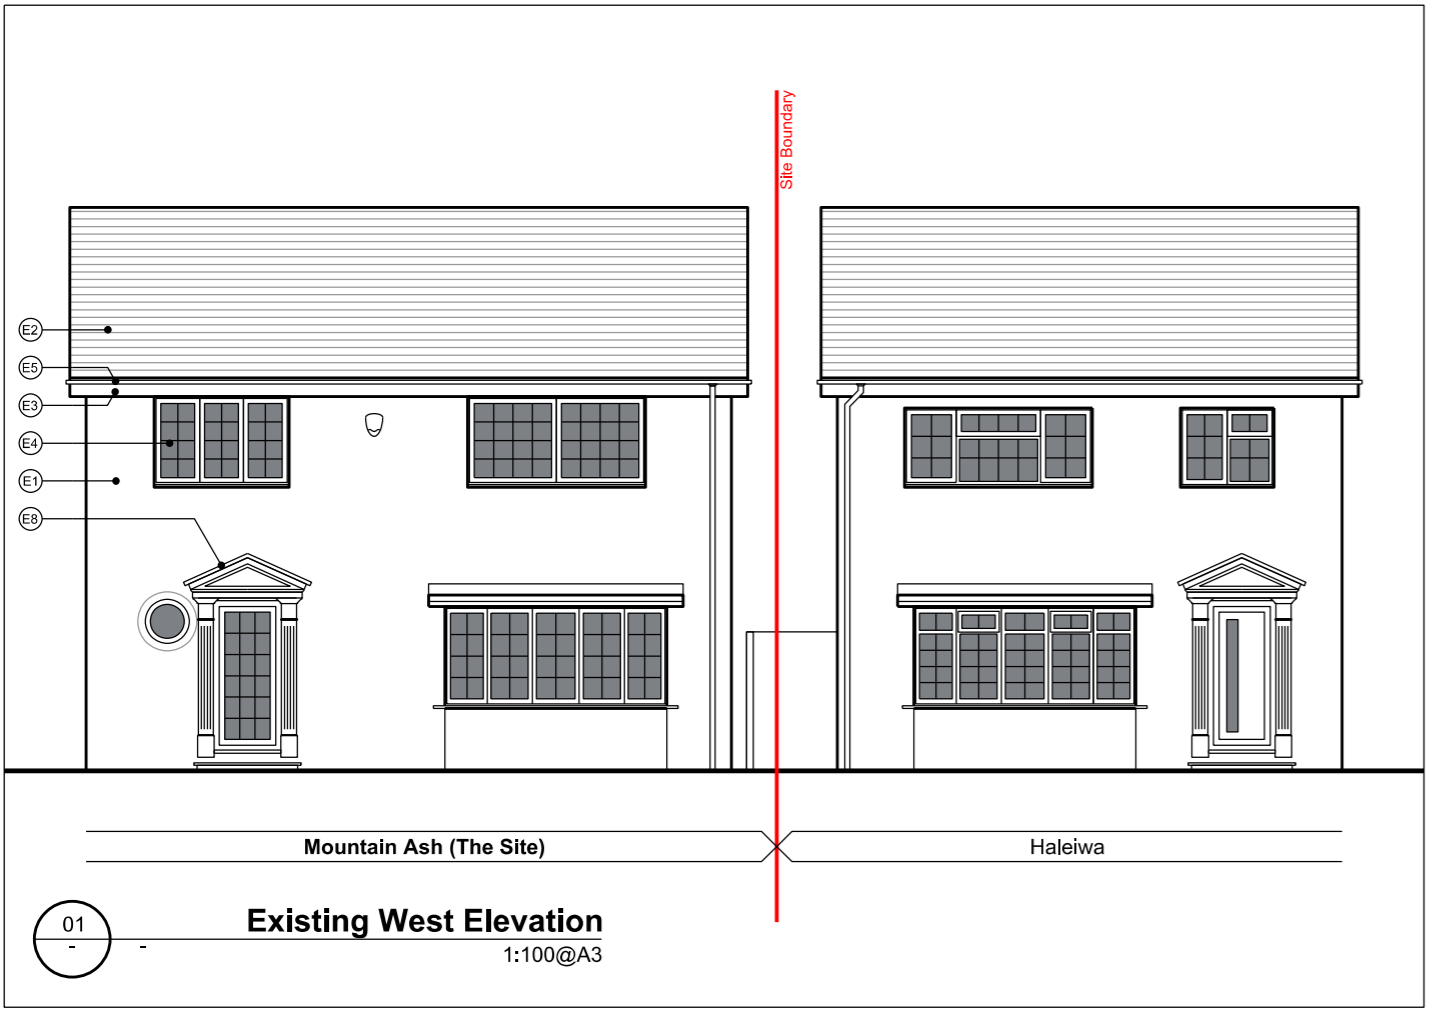 Site Boundary
E2
E5
E3
E4
E1
E8
Mountain Ash (The Site)
Haleiwa
01
-
-
Existing West Elevation
1:100@A3